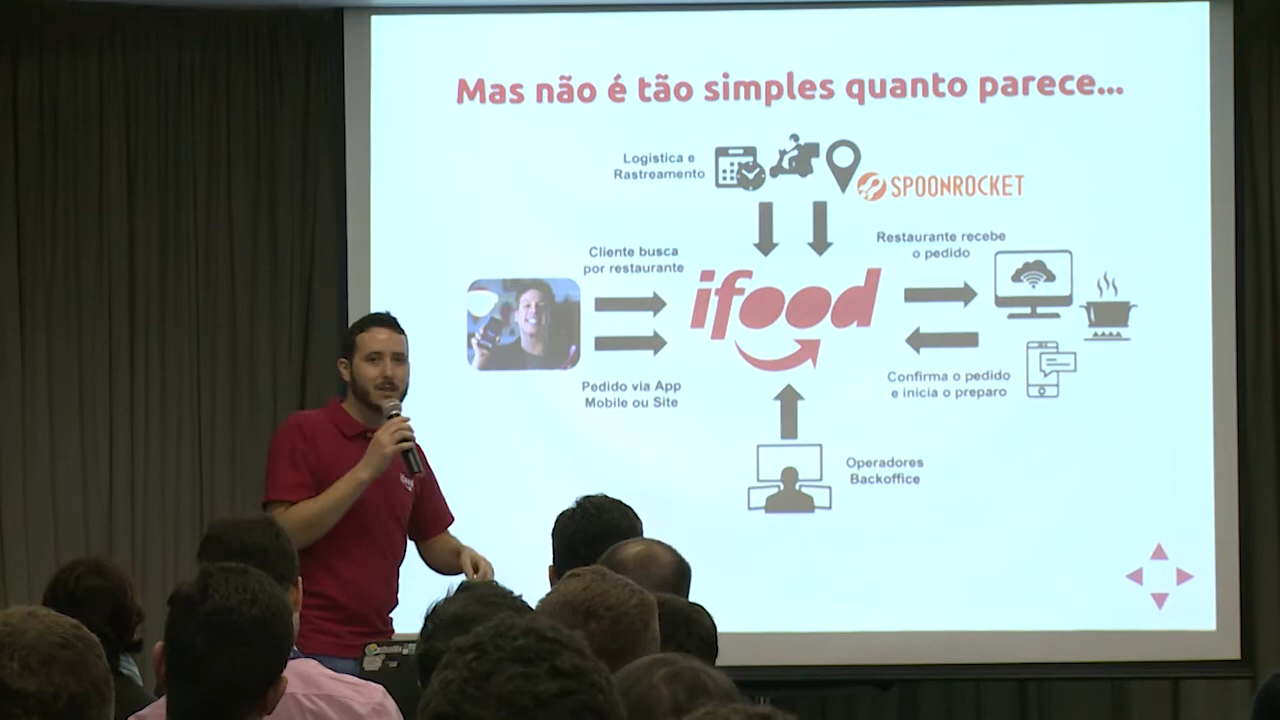 Mas não é tão simples quanto parece...
Logistica e
Rastreamento
SPOONROCKET
Cliente busca
por restaurante
Restaurante recebe
o pedido
ifood
Pedido via App
Mobile ou Site
Confirma o pedido
e inicia o preparo
Operadores
Backoffice